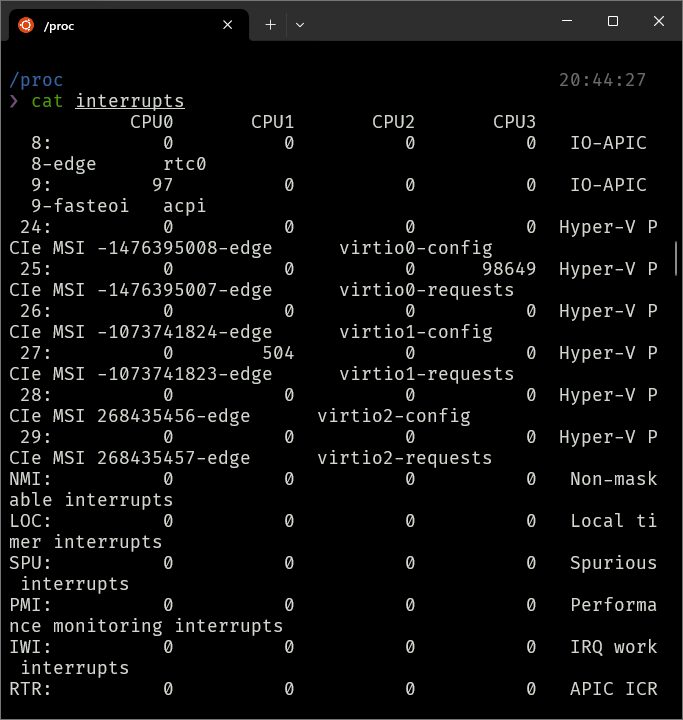 /proc
/proc 20:44:27
❯ cat interrupts
           CPU0       CPU1       CPU2       CPU3
  8:          0          0          0          0   IO-APIC
  8-edge      rtc0
  9:         97          0          0          0   IO-APIC
  9-fasteoi   acpi
 24:          0          0          0          0  Hyper-V P
CIe MSI -1476395008-edge      virtio0-config
 25:          0          0          0      98649  Hyper-V P
CIe MSI -1476395007-edge      virtio0-requests
 26:          0          0          0          0  Hyper-V P
CIe MSI -1073741824-edge      virtio1-config
 27:          0        504          0          0  Hyper-V P
CIe MSI -1073741823-edge      virtio1-requests
 28:          0          0          0          0  Hyper-V P
CIe MSI 268435456-edge      virtio2-config
 29:          0          0          0          0  Hyper-V P
CIe MSI 268435457-edge      virtio2-requests
NMI:          0          0          0          0   Non-mask
able interrupts
LOC:          0          0          0          0   Local ti
mer interrupts
SPU:          0          0          0          0   Spurious
 interrupts
PMI:          0          0          0          0   Performa
nce monitoring interrupts
IWI:          0          0          0          0   IRQ work
 interrupts
RTR:          0          0          0          0   APIC ICR